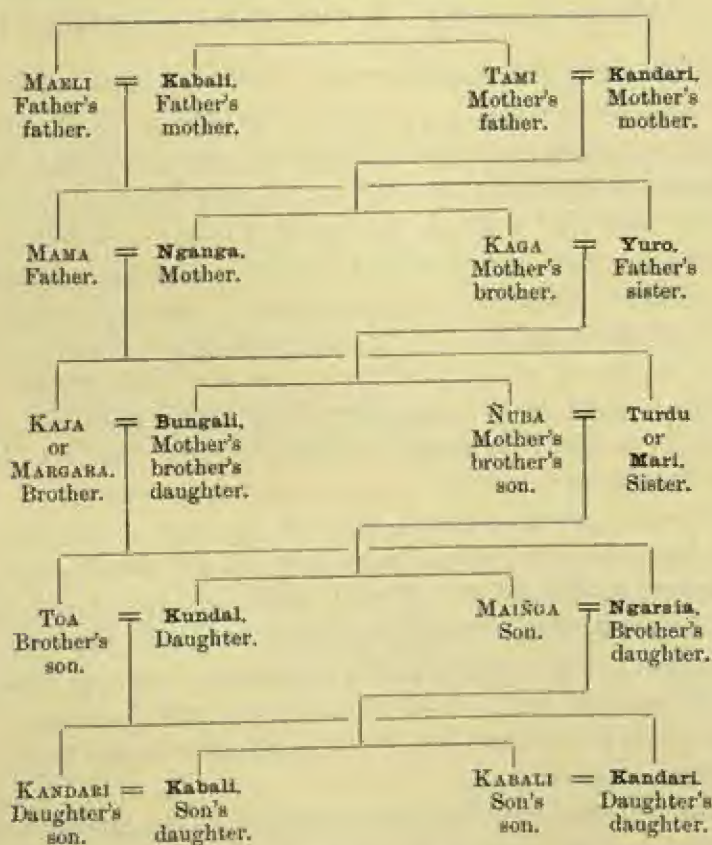 MAELI = Kabali. TAMI = Kandari.
Father's Father's Mother's Mother's
father. mother. father. mother.
MAMA = Nganga. KAGA = Yuro.
Father. Mother. Mother's Father's
brother. sister.
KAJA = Bungali. ÑUBA = Turdu
or Mother's Mother's or
MARGARA. brother's brother's Mari.
Brother. daughter. son. Sister.
TOA = Kundal. MAIÑGA = Ngaraia.
Brother's Daughter. Son. Brother's
son. daughter.
KANDARI = Kabali. KABALI = Kandari.
Daughter's Son's Son's Daughter's
son. daughter. son. daughter.